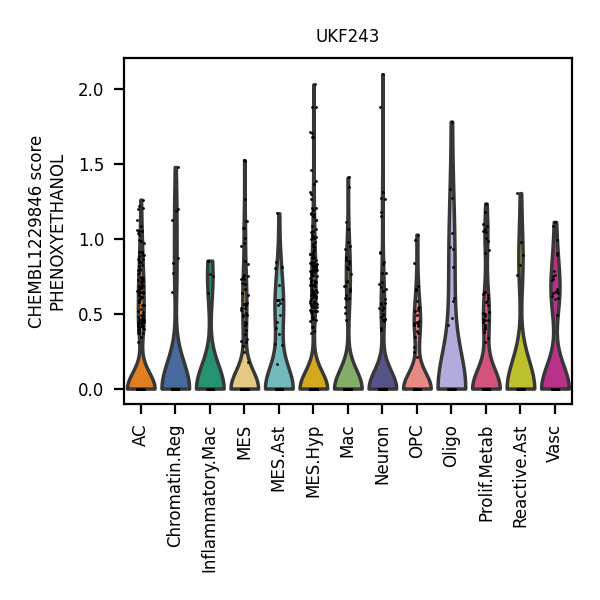 UKF243
CHEMBL1229846 score
PHENOXYETHANOL
2.0
1.5
1.0
0.5
0.0
AC
Chromatin.Reg
Inflammatory.Mac
MES
MES.Ast
MES.Hyp
Mac
Neuron
OPC
Oligo
Prolif.Metab
Reactive.Ast
Vasc